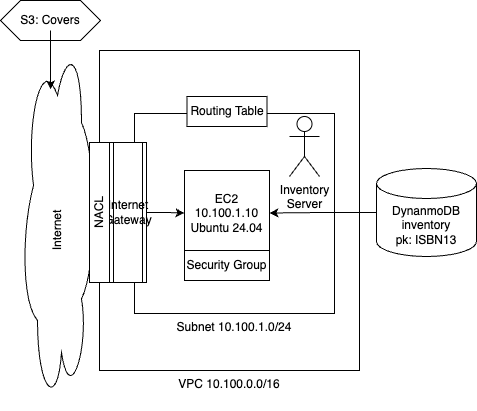 S3: Covers
Routing Table
Internet
NACL
Internet
Gateway
EC2
10.100.1.10
Ubuntu 24.04
Security Group
Inventory
Server
DynanmoDB
inventory
pk: ISBN13
Subnet 10.100.1.0/24
VPC 10.100.0.0/16